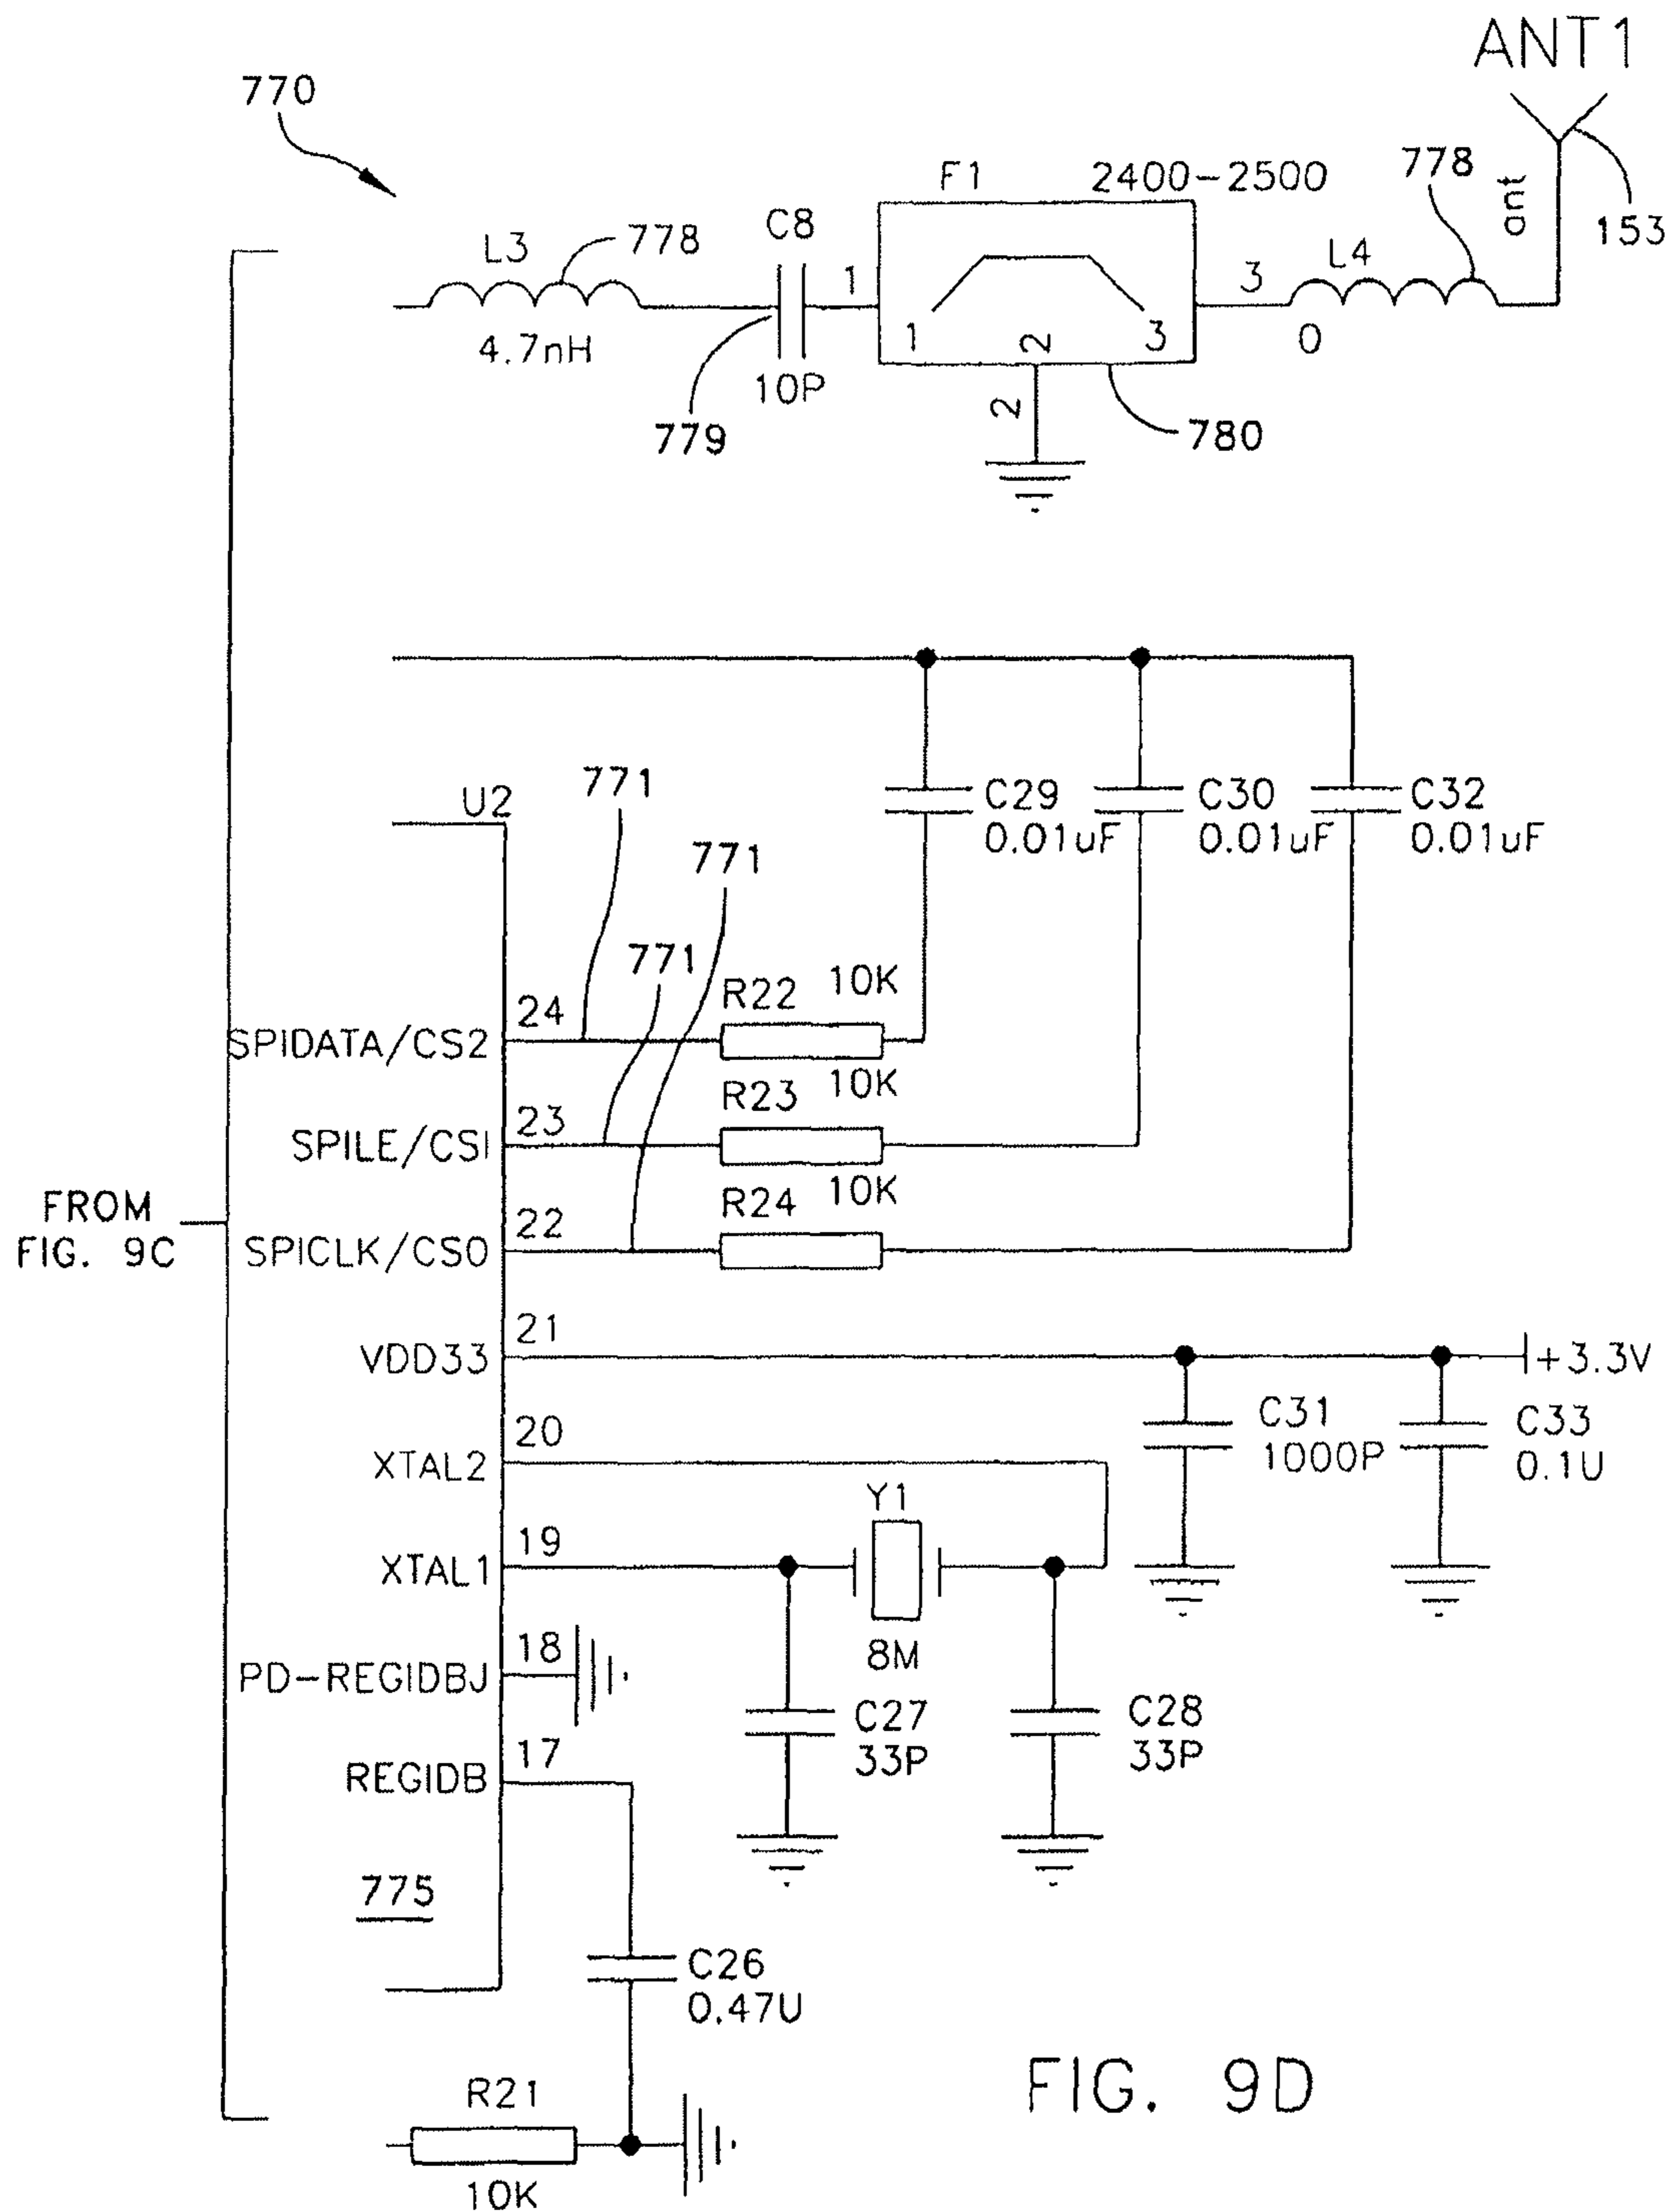 ANT1
770
F1
2400-2500
778
ant
153
L3
778
C8
1
3
L4
4.7nH
10P
1
2
3
0
779
2
780
U2
771
C29
0.01uF
C30
0.01uF
C32
0.01uF
771
771
R22
10K
24
SPIDATA/CS2
R23
10K
23
SPILE/CSI
R24
10K
22
SPICLK/CS0
FROM
FIG. 9C
21
VDD33
+3.3V
C31
1000P
C33
0.1U
20
XTAL2
Y1
19
XTAL1
8M
18
PD-REGIDBJ
C27
33P
C28
33P
17
REGIDB
775
C26
0.47U
R21
10K
FIG. 9D